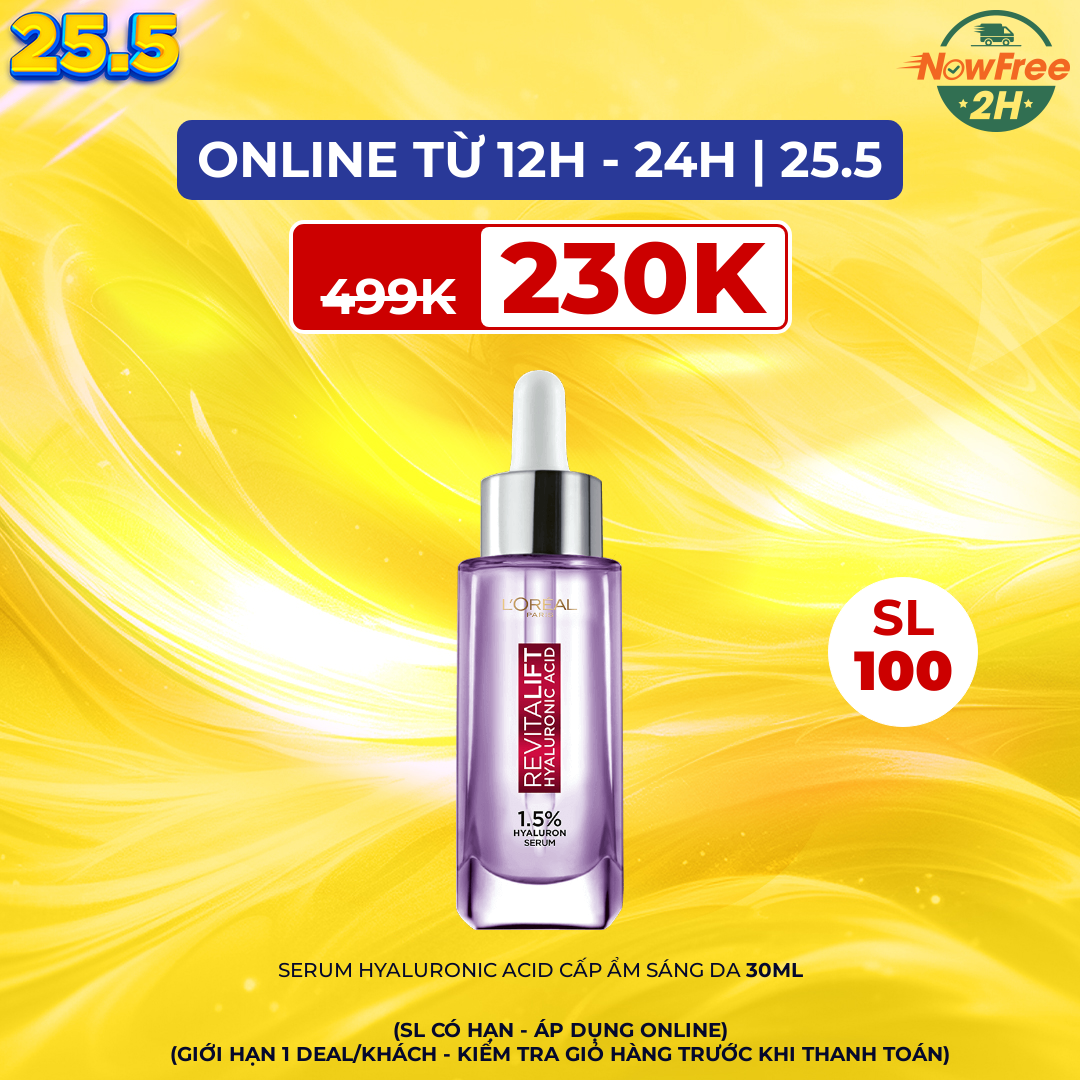 25.5
NowFree
2H
ONLINE TỪ 12H - 24H | 25.5
499K 230K
L'ORÉAL
PARIS
REVITALIFT
HYALURONIC ACID
1.5%
HYALURON
SERUM
SL
100
SERUM HYALURONIC ACID CẤP ẨM SÁNG DA 30ML
(SL CÓ HẠN - ÁP DỤNG ONLINE)
(GIỚI HẠN 1 DEAL/KHÁCH - KIỂM TRA GIỎ HÀNG TRƯỚC KHI THANH TOÁN)